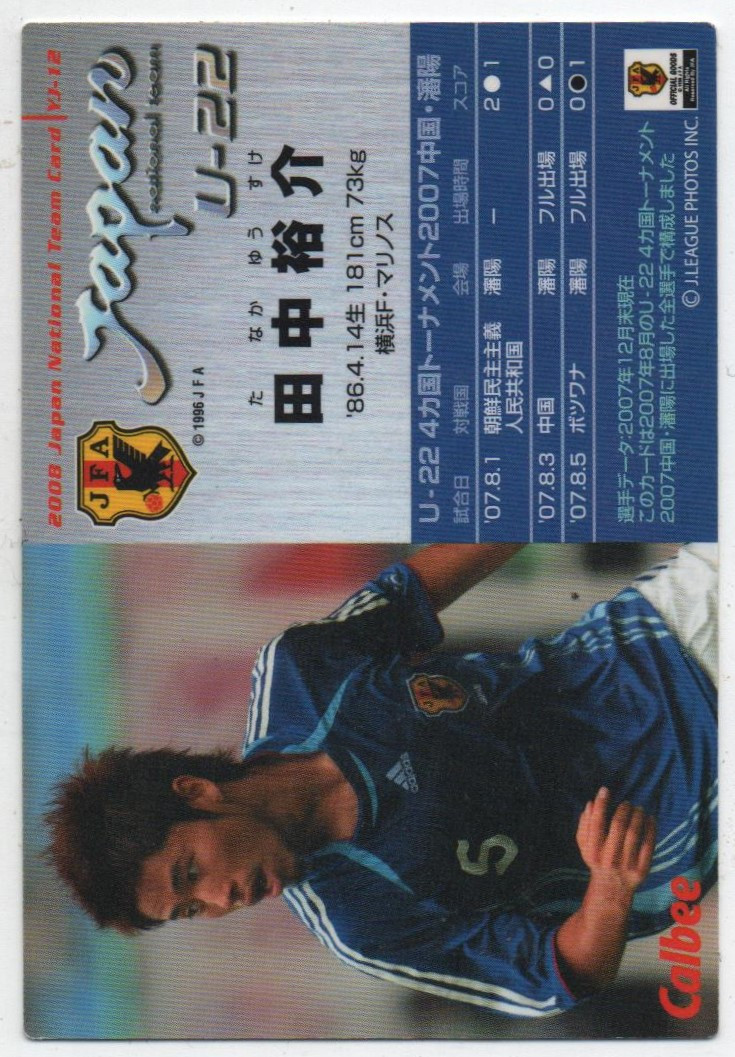 2008 Japan National Team Card YJ-12
Japan
national team
U-22
JFA
© 1996 J F A
た なか ゆう すけ
田中裕介
'86.4.14生 181cm 73kg
横浜F・マリノス
U-22 4カ国トーナメント2007中国・瀋陽
試合日 対戦国 会場 出場時間 スコア
'07.8.1 朝鮮民主主義 瀋陽 — 2●1
人民共和国
'07.8.3 中国 瀋陽 フル出場 0▲0
'07.8.5 ボツワナ 瀋陽 フル出場 0●1
選手データ:2007年12月末現在
このカードは2007年8月のU-22 4カ国トーナメント
2007中国・瀋陽に出場した全選手で構成しました
JFA
OFFICIAL GOODS
© J.LEAGUE PHOTOS INC.
JFA
adidas
5
Calbee